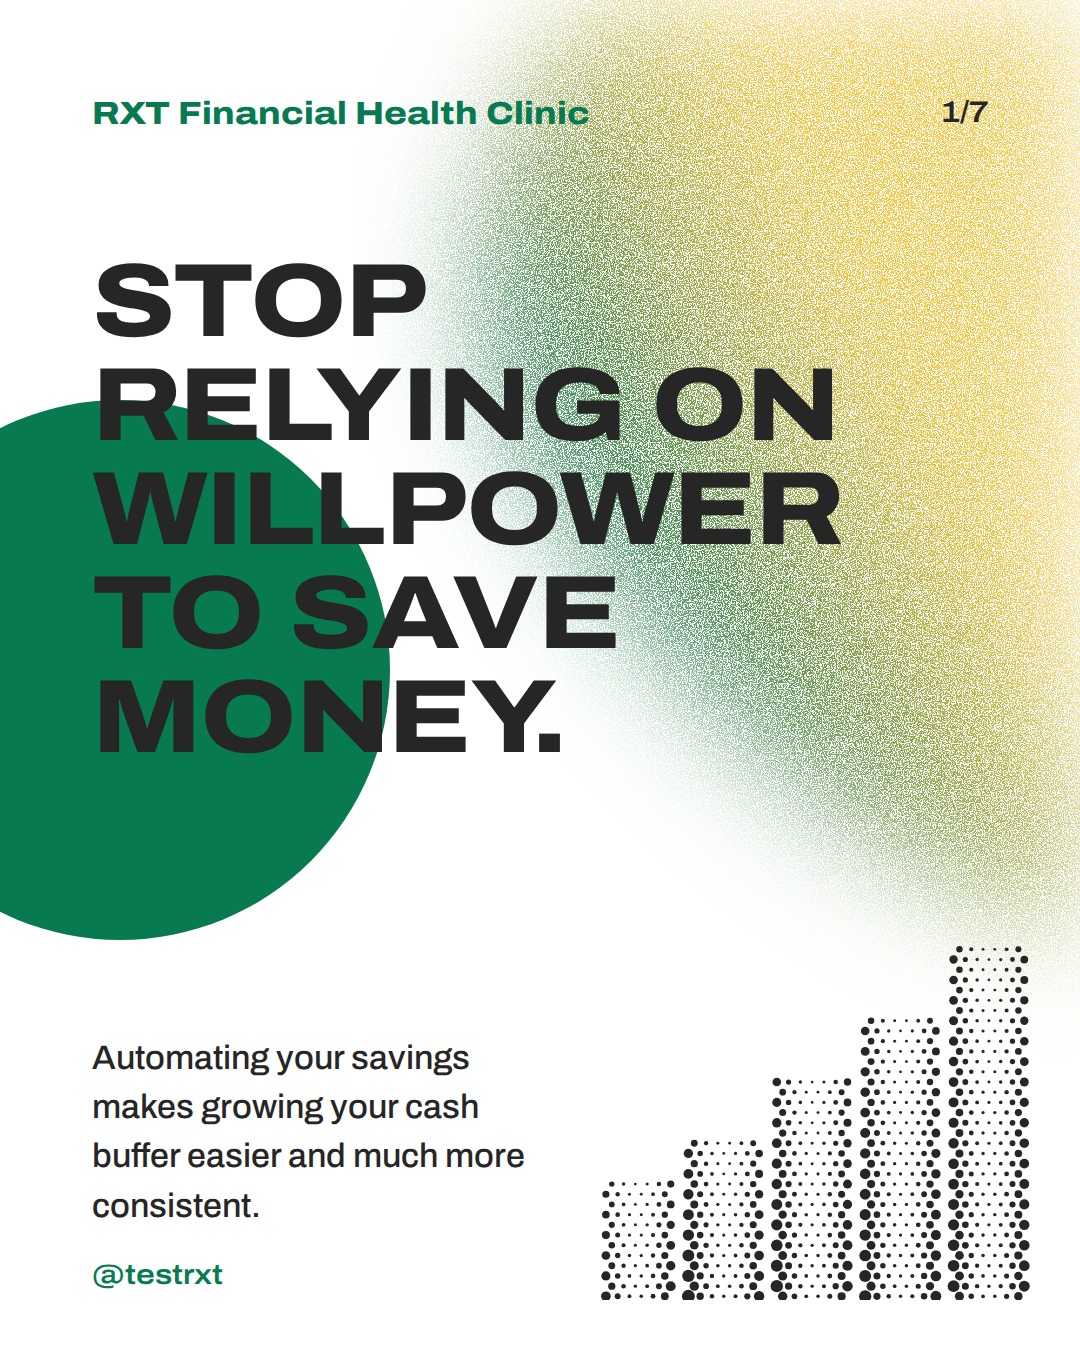 RXT Financial Health Clinic
1/7
STOP
RELYING ON
WILLPOWER
TO SAVE
MONEY.
Automating your savings
makes growing your cash
buffer easier and much more
consistent.
@testrxt